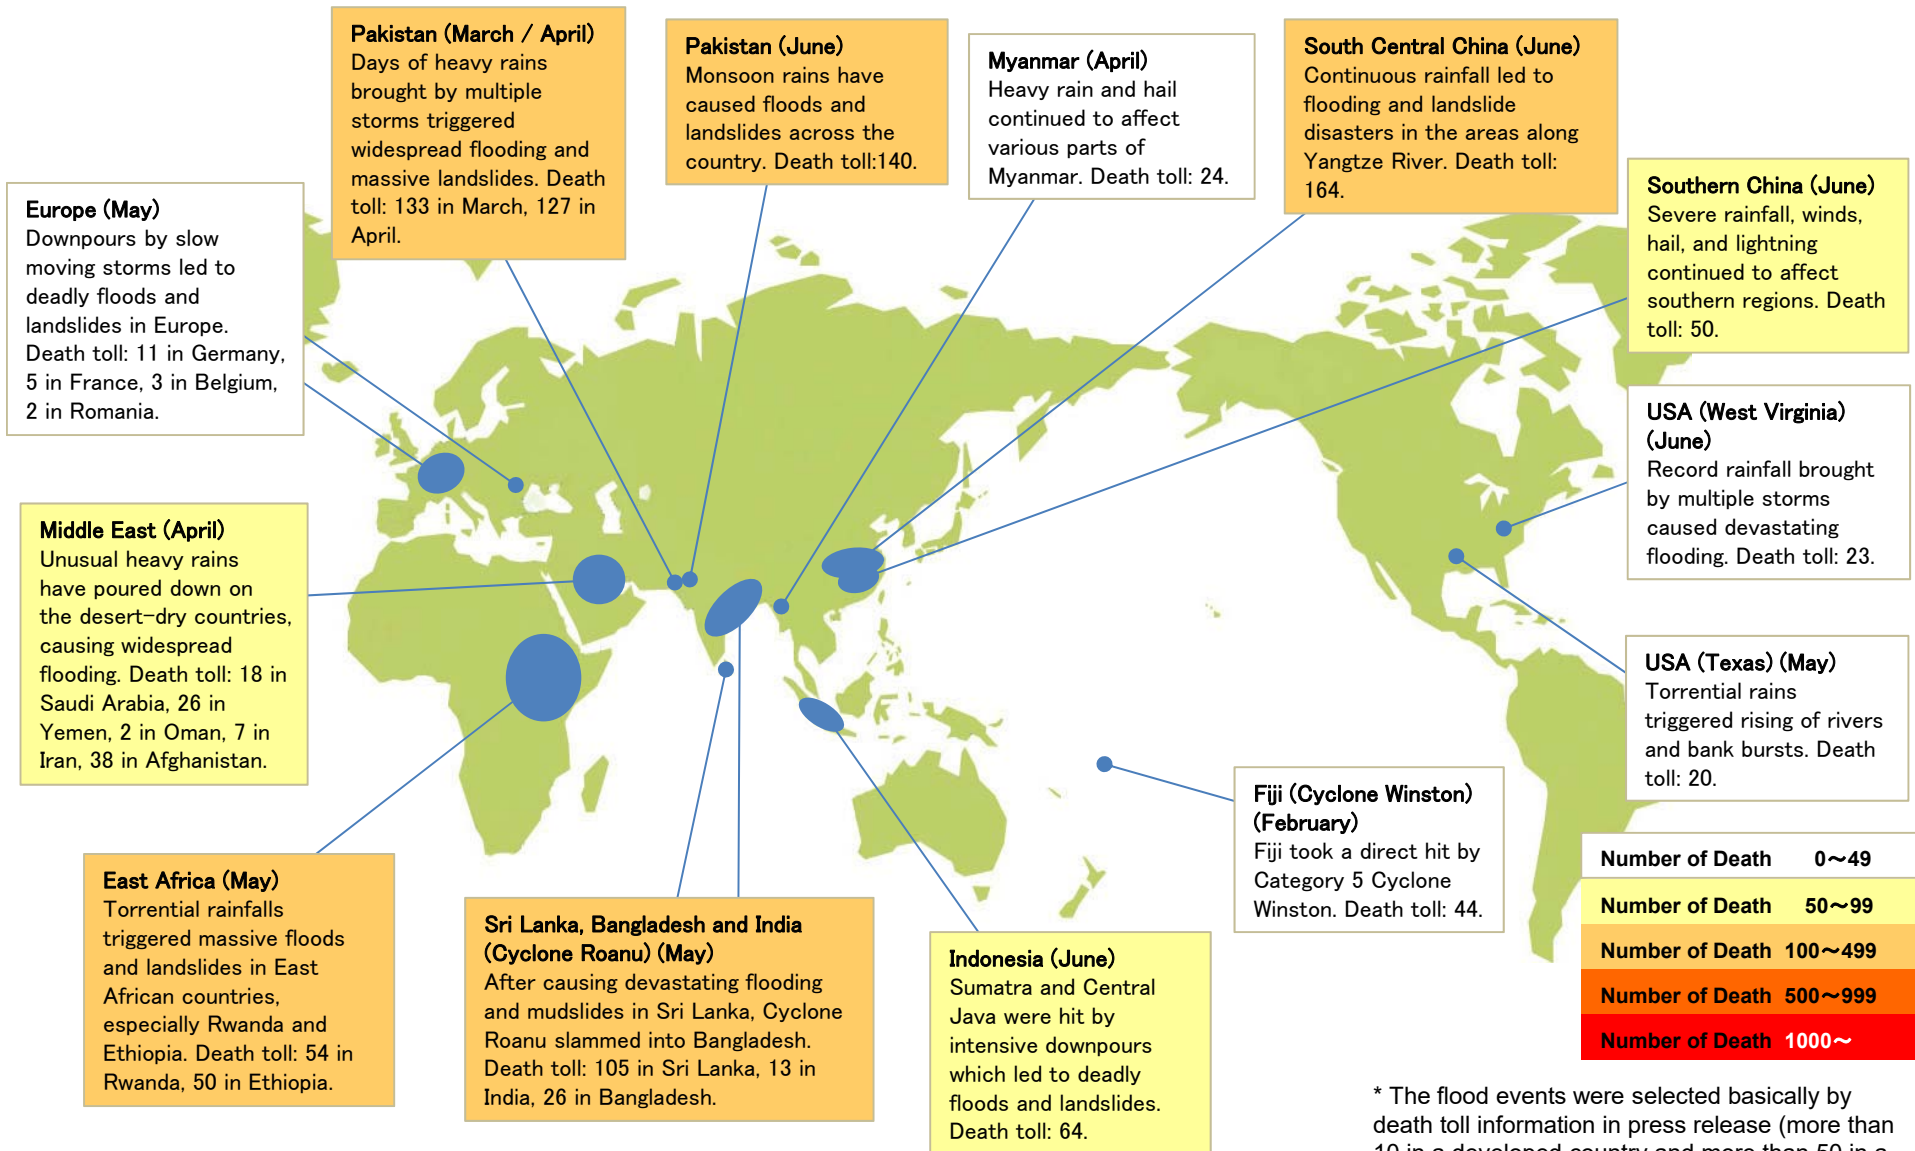 Pakistan (March / April)
Days of heavy rains
brought by multiple
storms triggered
widespread flooding and
massive landslides. Death
toll: 133 in March, 127 in
April.
Pakistan (June)
Monsoon rains have
caused floods and
landslides across the
country. Death toll:140.
Myanmar (April)
Heavy rain and hail
continued to affect
various parts of
Myanmar. Death toll: 24.
South Central China (June)
Continuous rainfall led to
flooding and landslide
disasters in the areas along
Yangtze River. Death toll:
164.
Southern China (June)
Severe rainfall, winds,
hail, and lightning
continued to affect
southern regions. Death
toll: 50.
Europe (May)
Downpours by slow
moving storms led to
deadly floods and
landslides in Europe.
Death toll: 11 in Germany,
5 in France, 3 in Belgium,
2 in Romania.
USA (West Virginia)
(June)
Record rainfall brought
by multiple storms
caused devastating
flooding. Death toll: 23.
Middle East (April)
Unusual heavy rains
have poured down on
the desert-dry countries,
causing widespread
flooding. Death toll: 18 in
Saudi Arabia, 26 in
Yemen, 2 in Oman, 7 in
Iran, 38 in Afghanistan.
USA (Texas) (May)
Torrential rains
triggered rising of rivers
and bank bursts. Death
toll: 20.
Fiji (Cyclone Winston)
(February)
Fiji took a direct hit by
Category 5 Cyclone
Winston. Death toll: 44.
East Africa (May)
Torrential rainfalls
triggered massive floods
and landslides in East
African countries,
especially Rwanda and
Ethiopia. Death toll: 54 in
Rwanda, 50 in Ethiopia.
Sri Lanka, Bangladesh and India
(Cyclone Roanu) (May)
After causing devastating flooding
and mudslides in Sri Lanka, Cyclone
Roanu slammed into Bangladesh.
Death toll: 105 in Sri Lanka, 13 in
India, 26 in Bangladesh.
Indonesia (June)
Sumatra and Central
Java were hit by
intensive downpours
which led to deadly
floods and landslides.
Death toll: 64.
Number of Death 0～49
Number of Death 50～99
Number of Death 100～499
Number of Death 500～999
Number of Death 1000～
* The flood events were selected basically by
death toll information in press release (more than
10 in a developed country and more than 50 in a